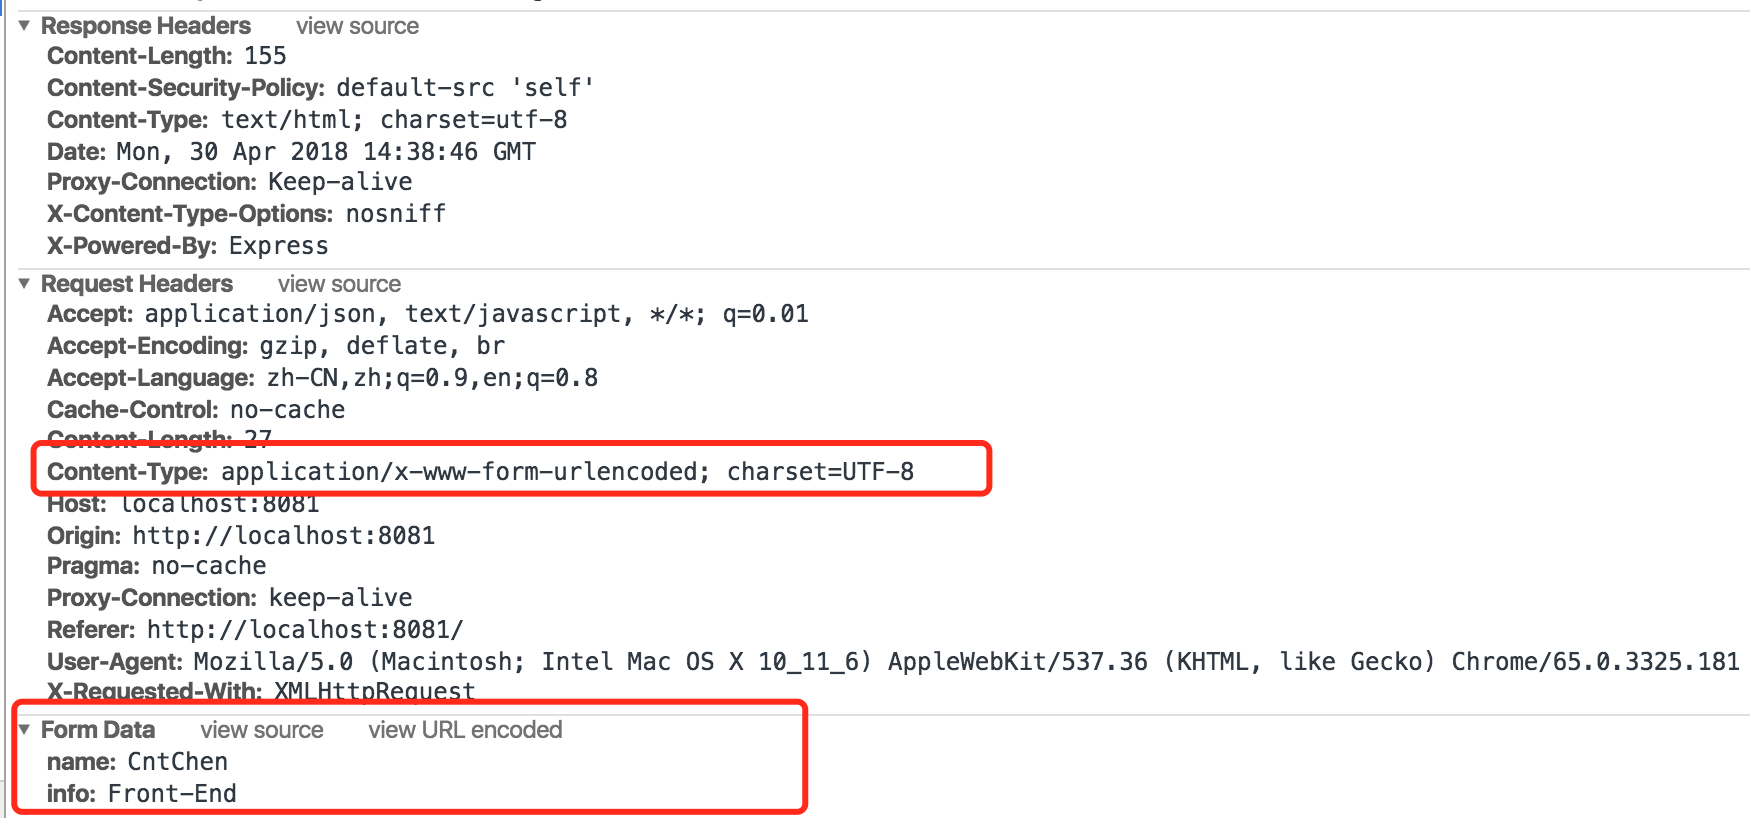 Response Headers view source
Content-Length: 155
Content-Security-Policy: default-src 'self'
Content-Type: text/html; charset=utf-8
Date: Mon, 30 Apr 2018 14:38:46 GMT
Proxy-Connection: Keep-alive
X-Content-Type-Options: nosniff
X-Powered-By: Express
Request Headers view source
Accept: application/json, text/javascript, */*; q=0.01
Accept-Encoding: gzip, deflate, br
Accept-Language: zh-CN,zh;q=0.9,en;q=0.8
Cache-Control: no-cache
Content-Length: 27
Content-Type: application/x-www-form-urlencoded; charset=UTF-8
Host: localhost:8081
Origin: http://localhost:8081
Pragma: no-cache
Proxy-Connection: keep-alive
Referer: http://localhost:8081/
User-Agent: Mozilla/5.0 (Macintosh; Intel Mac OS X 10_11_6) AppleWebKit/537.36 (KHTML, like Gecko) Chrome/65.0.3325.181
X-Requested-With: XMLHttpRequest
Form Data view source view URL encoded
name: CntChen
info: Front-End